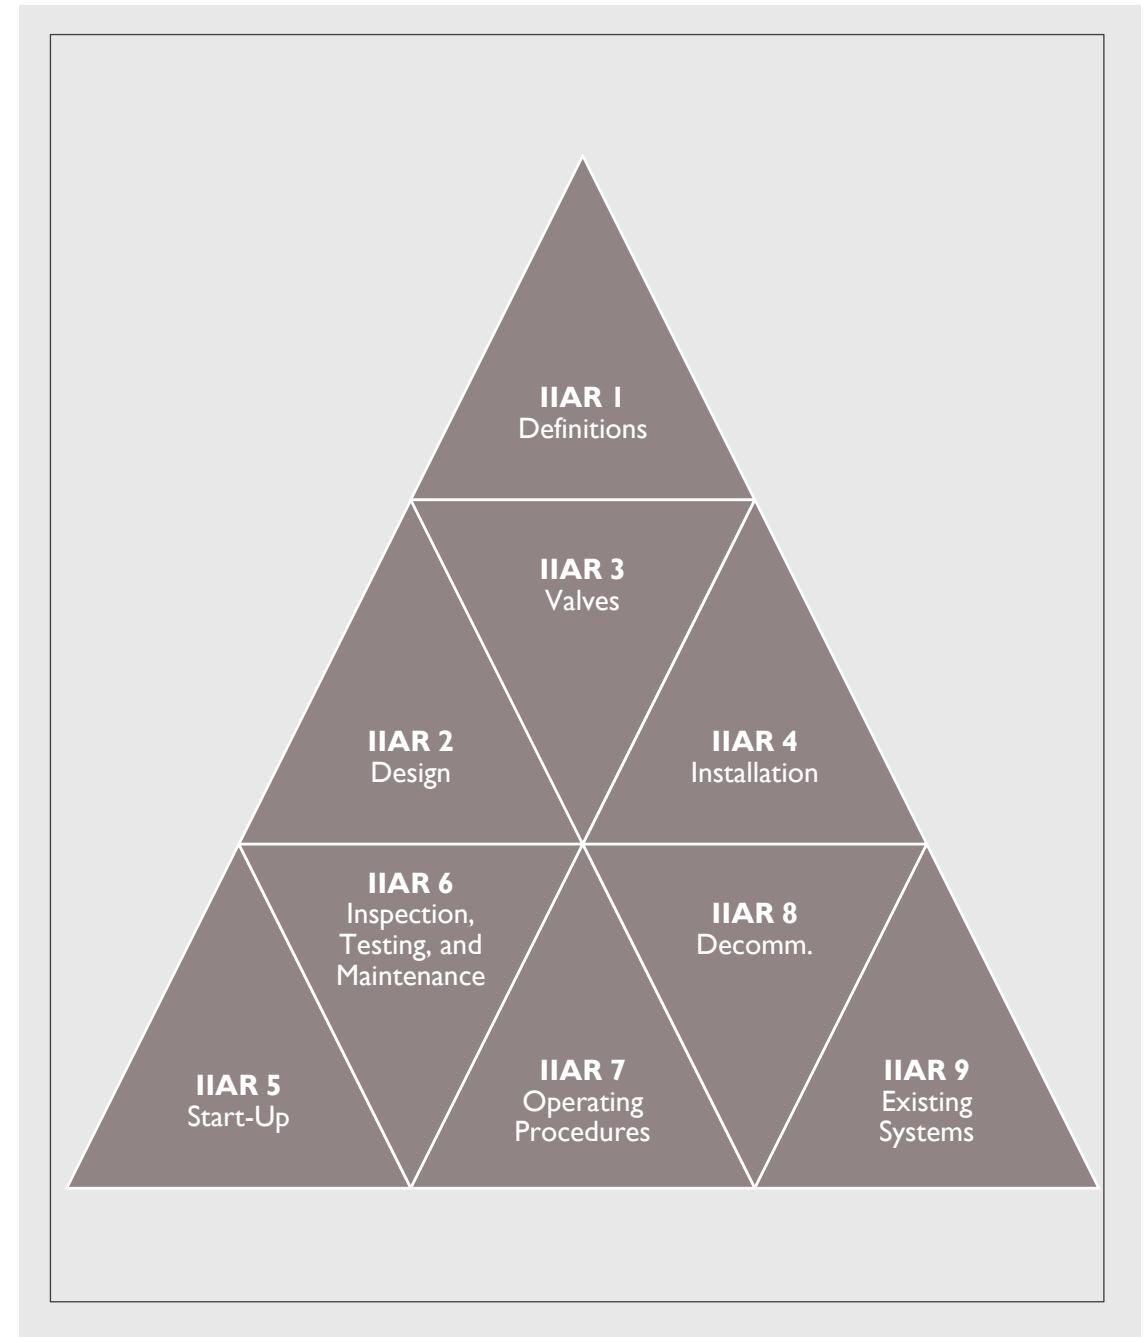 IIAR 1
Definitions
IIAR 3
Valves
IIAR 2
Design
IIAR 4
Installation
IIAR 6
Inspection,
Testing, and
Maintenance
IIAR 8
Decomm.
IIAR 5
Start-Up
IIAR 7
Operating
Procedures
IIAR 9
Existing
Systems